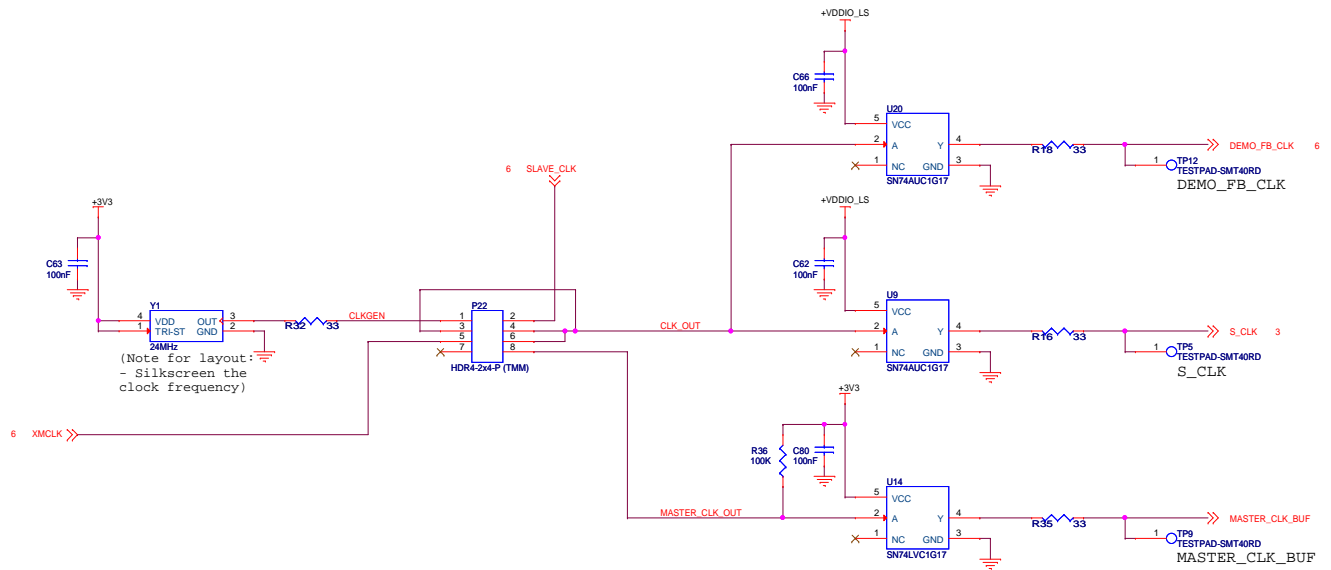 +VDDIO_LS
C66
100nF
U20
5
VCC
2
A
Y
4
1
NC
GND
3
SN74AUC1G17
R18
33
DEMO_FB_CLK
6
1
TP12
TESTPAD-SMT40RD
DEMO_FB_CLK
6
SLAVE_CLK
+3V3
C63
100nF
Y1
4
VDD
OUT
3
1
TRI-ST
GND
2
24MHz
(Note for layout:
- Silkscreen the
clock frequency)
R32
33
CLKGEN
P22
1
2
3
4
5
6
7
8
HDR4-2x4-P (TMM)
CLK_OUT
+VDDIO_LS
C62
100nF
U9
5
VCC
2
A
Y
4
1
NC
GND
3
SN74AUC1G17
R16
33
S_CLK
3
1
TP5
TESTPAD-SMT40RD
S_CLK
6
XMCLK
+3V3
R36
100K
C80
100nF
MASTER_CLK_OUT
U14
5
VCC
2
A
Y
4
1
NC
GND
3
SN74LVC1G17
R35
33
MASTER_CLK_BUF
1
TP9
TESTPAD-SMT40RD
MASTER_CLK_BUF